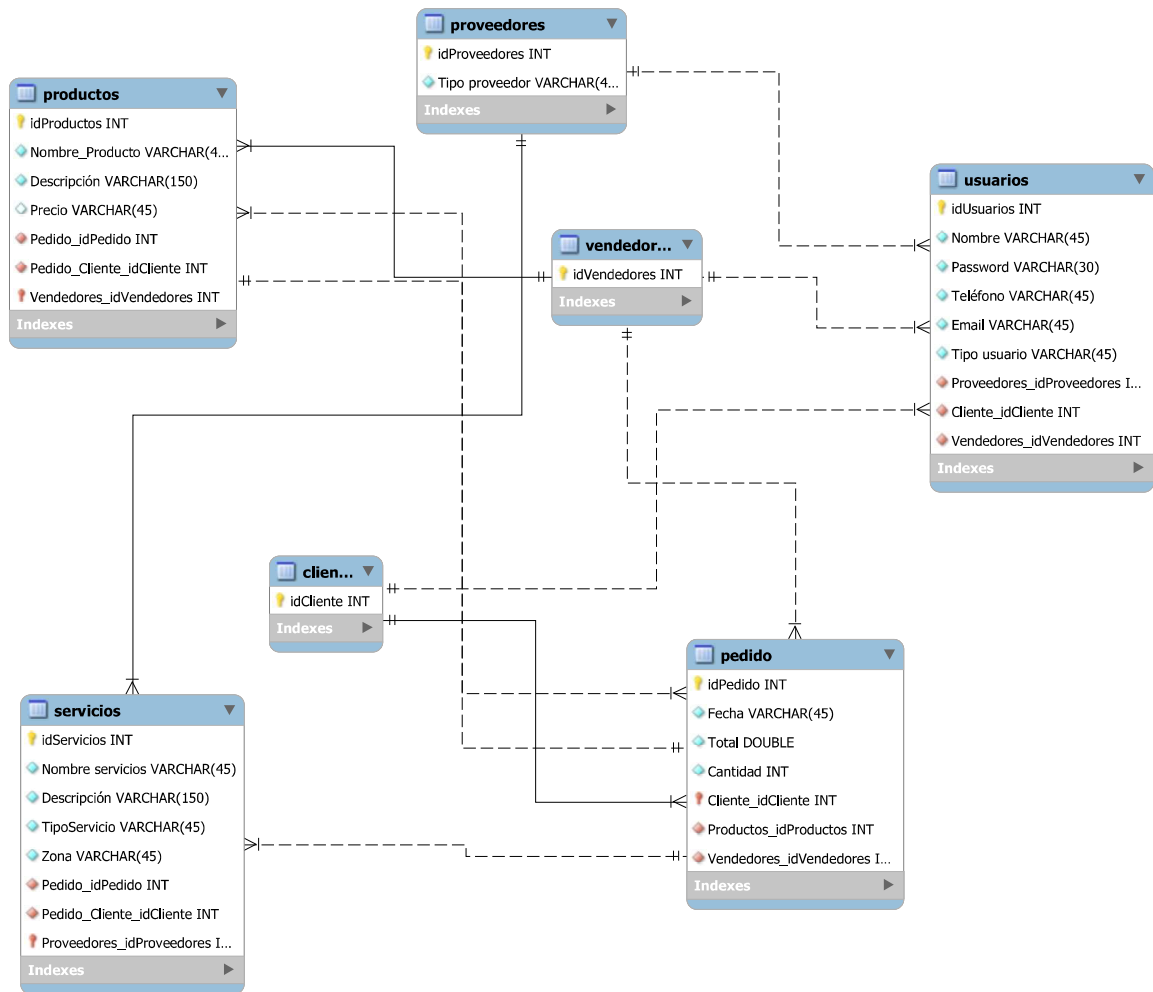 proveedores
idProveedores INT
Tipo proveedor VARCHAR(4...
Indexes
productos
idProductos INT
Nombre_Producto VARCHAR(4...
Descripción VARCHAR(150)
Precio VARCHAR(45)
Pedido_idPedido INT
Pedido_Cliente_idCliente INT
Vendedores_idVendedores INT
Indexes
usuarios
idUsuarios INT
Nombre VARCHAR(45)
Password VARCHAR(30)
Teléfono VARCHAR(45)
Email VARCHAR(45)
Tipo usuario VARCHAR(45)
Proveedores_idProveedores I...
Cliente_idCliente INT
Vendedores_idVendedores INT
Indexes
vendedor...
idVendedores INT
Indexes
clien...
idCliente INT
Indexes
pedido
idPedido INT
Fecha VARCHAR(45)
Total DOUBLE
Cantidad INT
Cliente_idCliente INT
Productos_idProductos INT
Vendedores_idVendedores I...
Indexes
servicios
idServicios INT
Nombre servicios VARCHAR(45)
Descripción VARCHAR(150)
TipoServicio VARCHAR(45)
Zona VARCHAR(45)
Pedido_idPedido INT
Pedido_Cliente_idCliente INT
Proveedores_idProveedores I...
Indexes